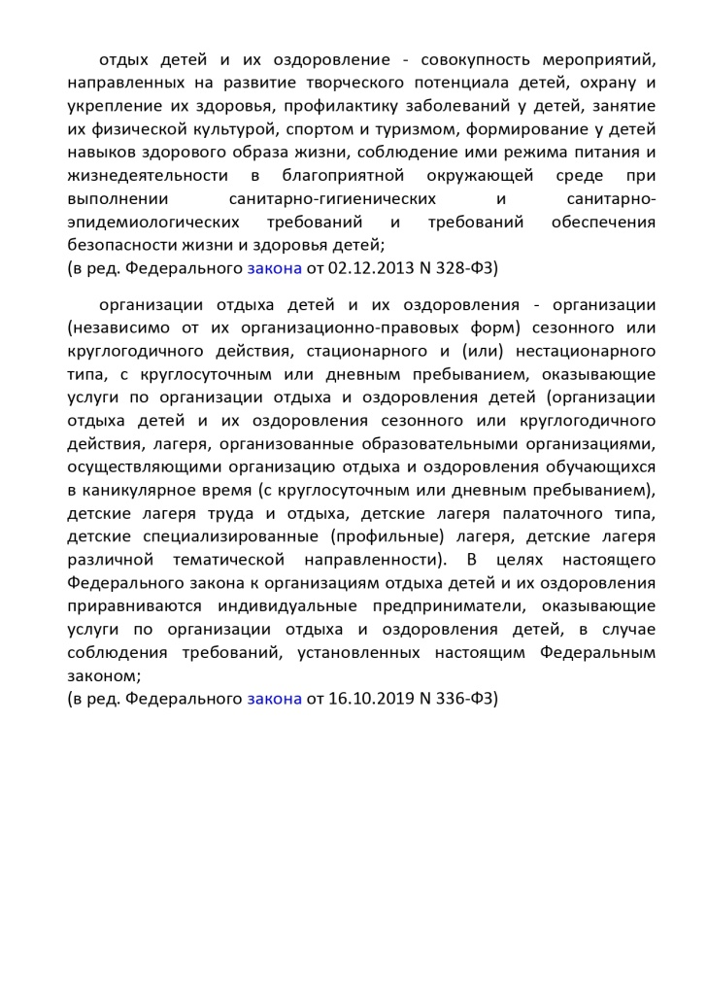 отдых детей и их оздоровление - совокупность мероприятий,
направленных на развитие творческого потенциала детей, охрану и
укрепление их здоровья, профилактику заболеваний у детей, занятие
их физической культурой, спортом и туризмом, формирование у детей
навыков здорового образа жизни, соблюдение ими режима питания и
жизнедеятельности в благоприятной окружающей среде при
выполнении санитарно-гигиенических и санитарно-
эпидемиологических требований и требований обеспечения
безопасности жизни и здоровья детей;
(в ред. Федерального закона от 02.12.2013 N 328-ФЗ)
организации отдыха детей и их оздоровления - организации
(независимо от их организационно-правовых форм) сезонного или
круглогодичного действия, стационарного и (или) нестационарного
типа, с круглосуточным или дневным пребыванием, оказывающие
услуги по организации отдыха и оздоровления детей (организации
отдыха детей и их оздоровления сезонного или круглогодичного
действия, лагеря, организованные образовательными организациями,
осуществляющими организацию отдыха и оздоровления обучающихся
в каникулярное время (с круглосуточным или дневным пребыванием),
детские лагеря труда и отдыха, детские лагеря палаточного типа,
детские специализированные (профильные) лагеря, детские лагеря
различной тематической направленности). В целях настоящего
Федерального закона к организациям отдыха детей и их оздоровления
приравниваются индивидуальные предприниматели, оказывающие
услуги по организации отдыха и оздоровления детей, в случае
соблюдения требований, установленных настоящим Федеральным
законом;
(в ред. Федерального закона от 16.10.2019 N 336-ФЗ)